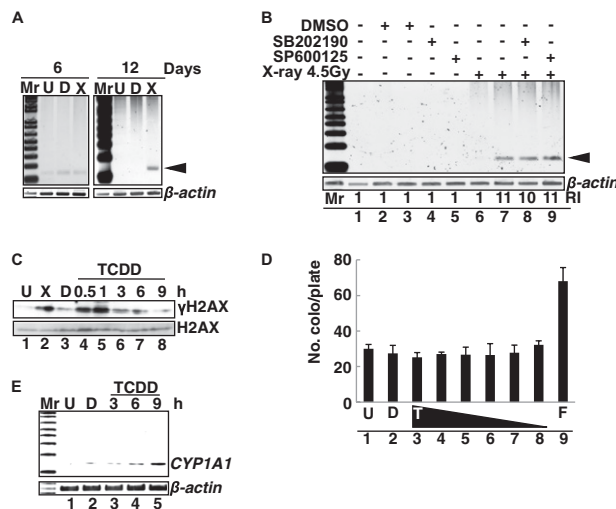 A
6 12 Days
Mr U D X Mr U D X
β-actin
B
DMSO - + + - - - - - -
SB202190 - - - + - - - + -
SP600125 - - - - + - - - +
X-ray 4.5Gy - - - - - + + + +
β-actin
Mr 1 1 1 1 1 1 11 10 11 RI
1 2 3 4 5 6 7 8 9
C
TCDD
U X D 0.5 1 3 6 9 h
γH2AX
H2AX
1 2 3 4 5 6 7 8
D
No. colo/plate
80
60
40
20
0
U D T F
1 2 3 4 5 6 7 8 9
E
TCDD
Mr U D 3 6 9 h
CYP1A1
β-actin
1 2 3 4 5